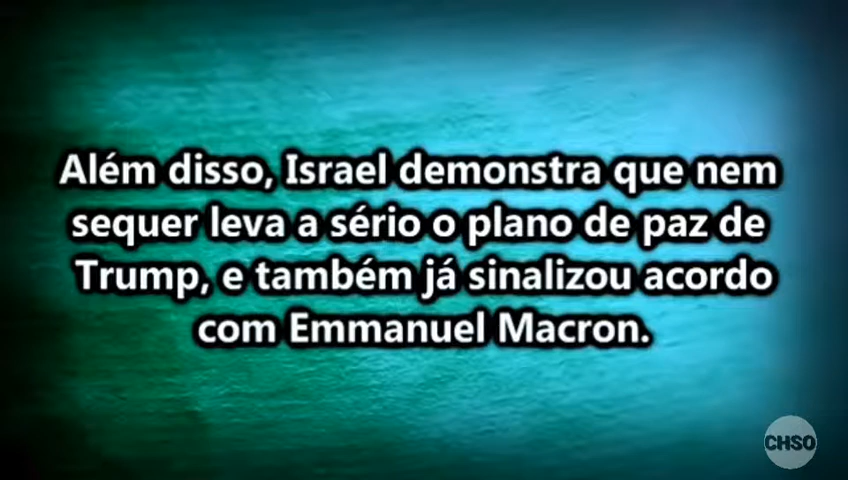 Além disso, Israel demonstra que nem
sequer leva a sério o plano de paz de
Trump, e também já sinalizou acordo
com Emmanuel Macron.
CHSO